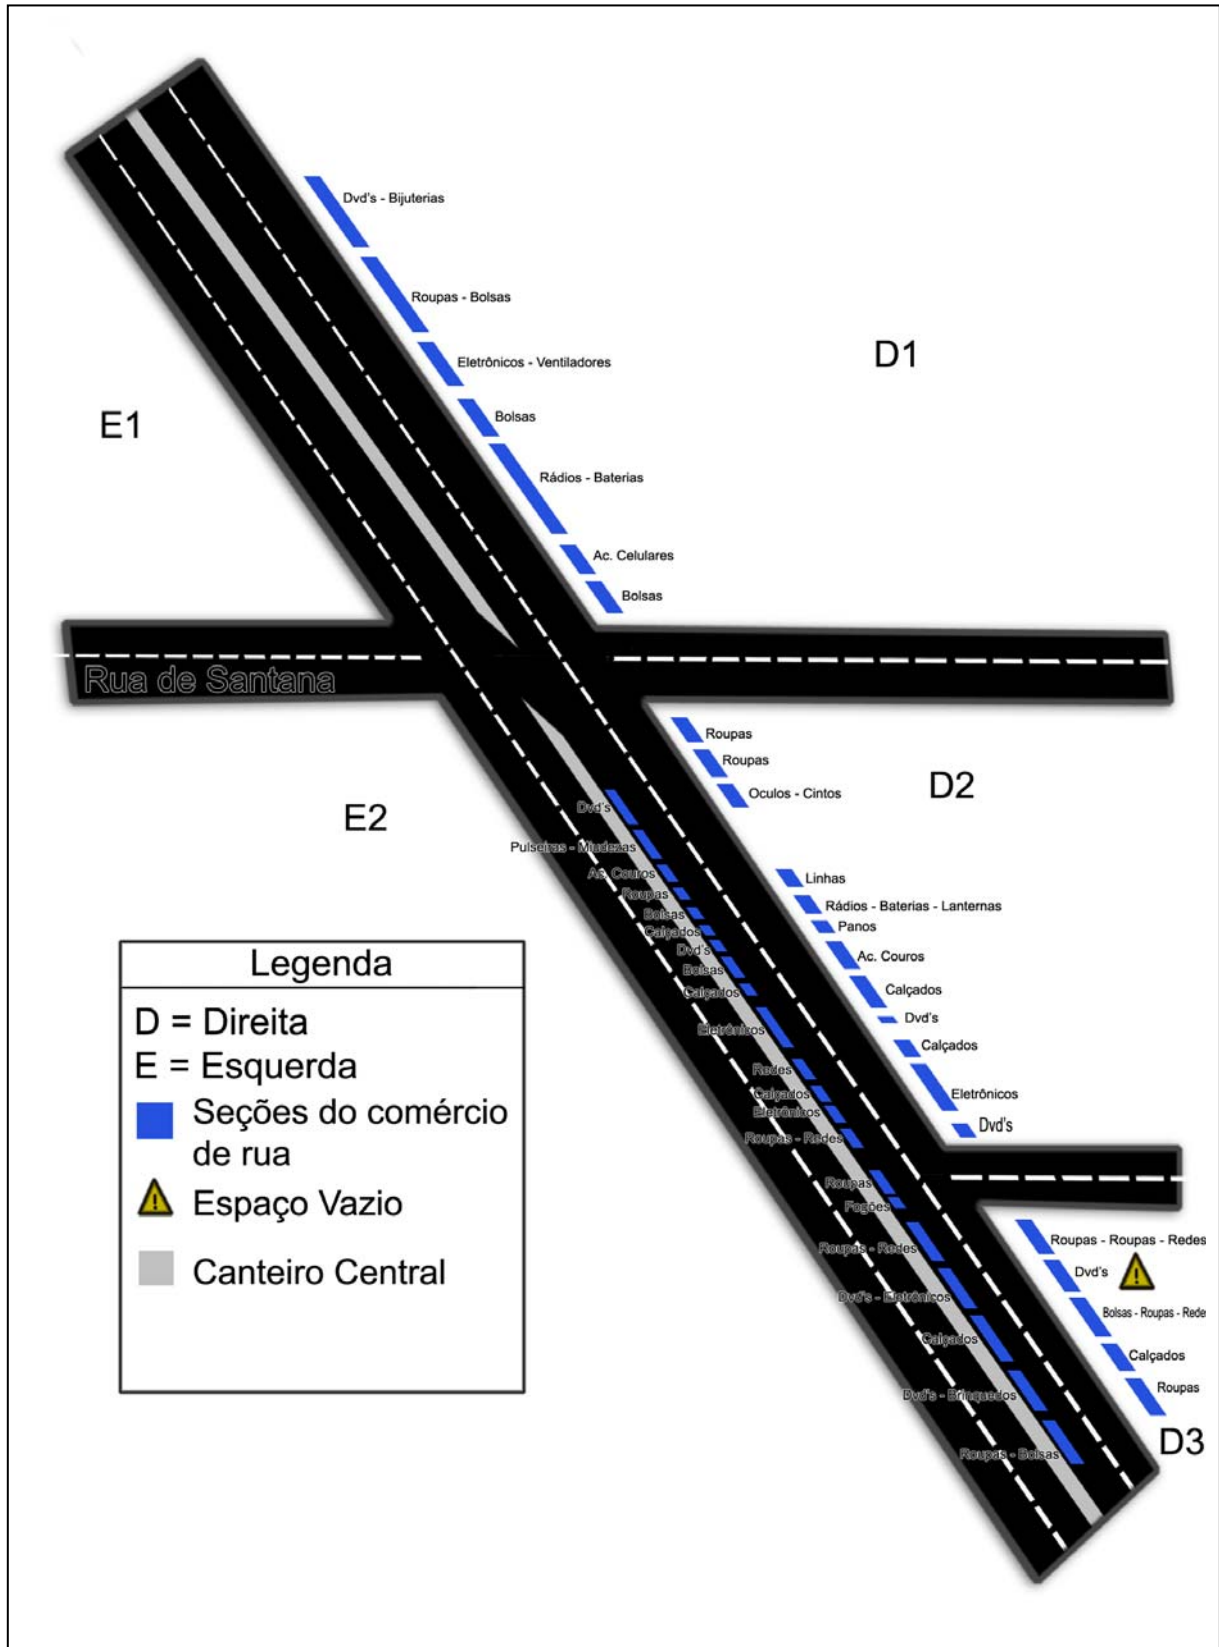 Dvd's - Bijuterias
Roupas - Bolsas
Eletrônicos - Ventiladores
D1
E1
Bolsas
Rádios - Baterias
Ac. Celulares
Bolsas
Rua de Santana
Roupas
Roupas
Oculos - Cintos
D2
E2
Dvd's
Pulseiras - Miudezas
Ac. Couros
Roupas
Bolsas
Calçados
Dvd's
Bolsas
Calçados
Eletrônicos
Redes
Calçados
Eletrônicos
Roupas - Redes
Roupas
Fogões
Roupas - Redes
Dvd's - Eletrônicos
Calçados
Dvd's - Brinquedos
Roupas - Bolsas
Linhas
Rádios - Baterias - Lanternas
Panos
Ac. Couros
Calçados
Dvd's
Calçados
Eletrônicos
Dvd's
Roupas - Roupas - Redes
Dvd's
Bolsas - Roupas - Rede
Calçados
Roupas
D3
Legenda
D = Direita
E = Esquerda
Seções do comércio
de rua
Espaço Vazio
Canteiro Central